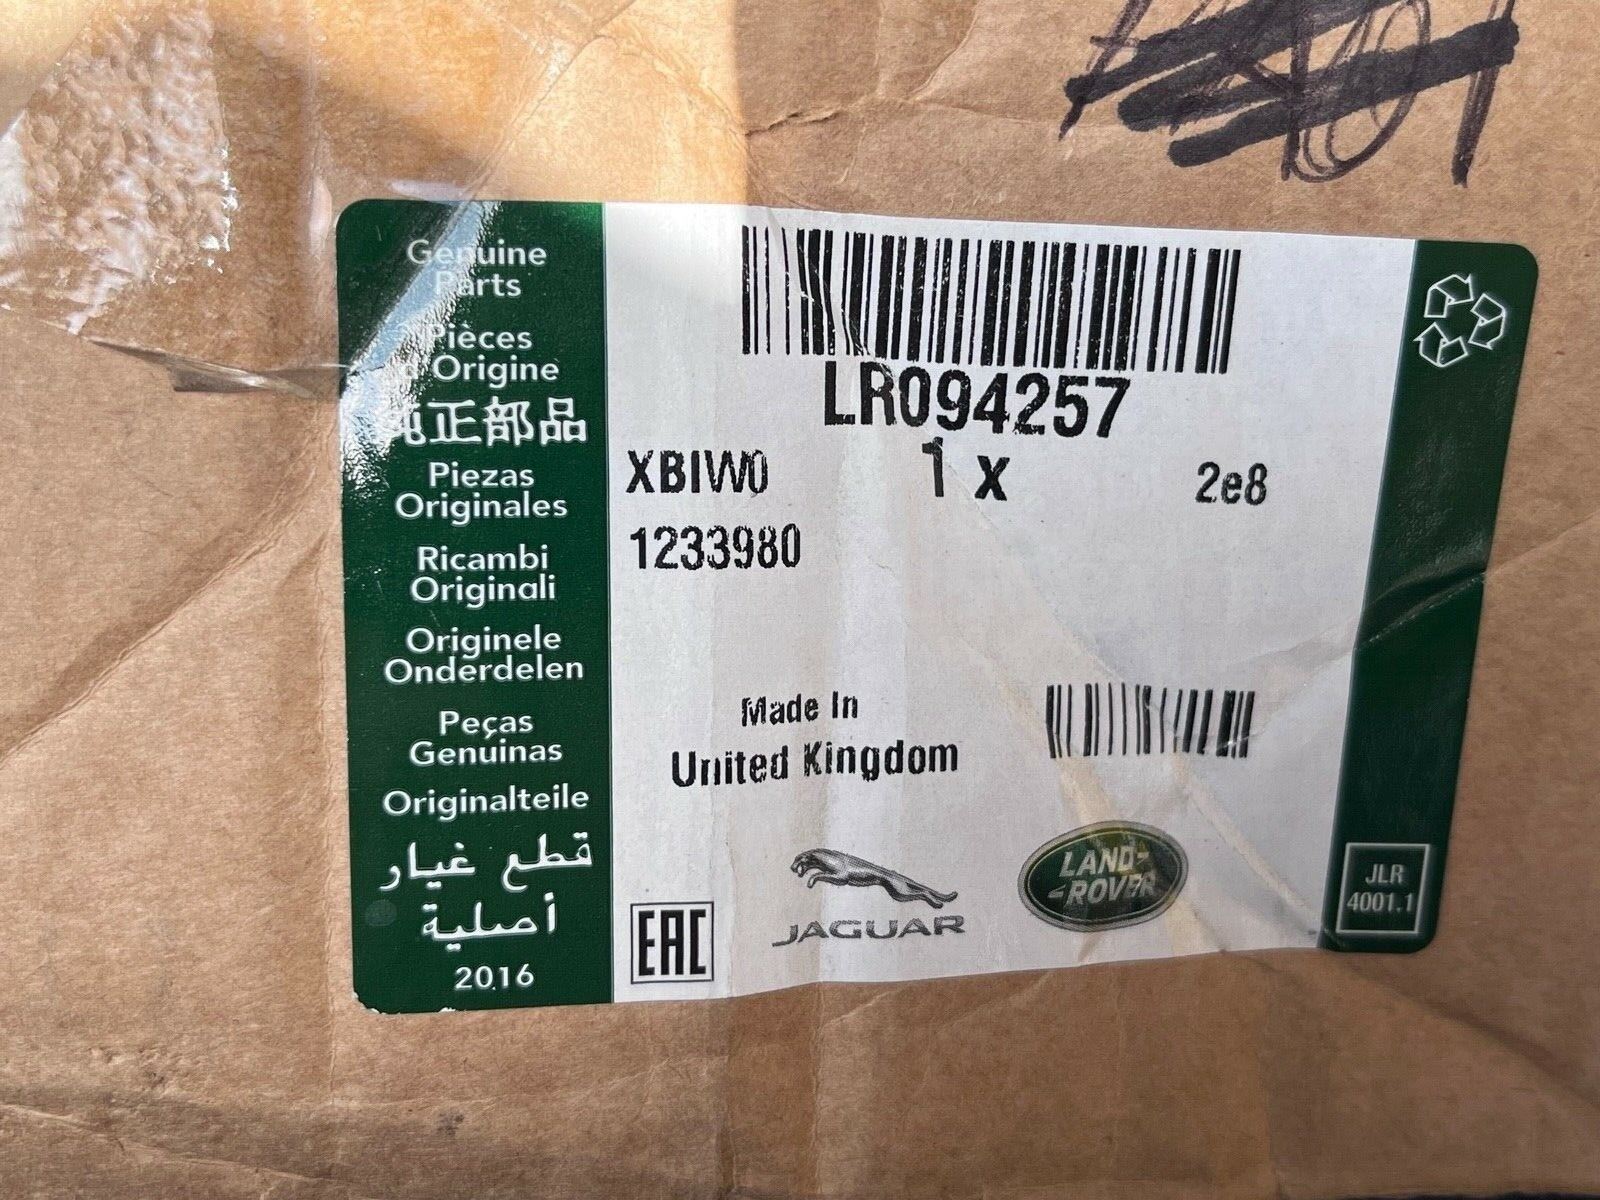 Genuine
Parts
Pièces
d'Origine
純正部品
Piezas
Originales
Ricambi
Originali
Originele
Onderdelen
Peças
Genuinas
Originalteile
قطع غيار
أصلية
2016
LR094257
XBIW0 1 x 2e8
1233980
Made In
United Kingdom
EAC
JAGUAR
LAND-
-ROVER
JLR
4001.1